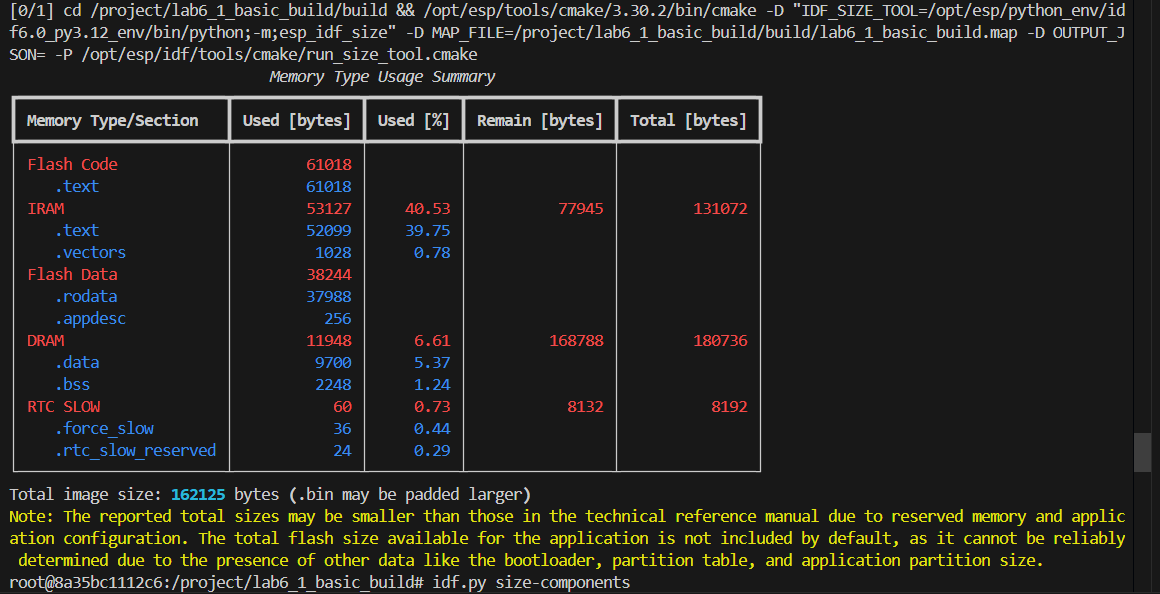 [0/1] cd /project/lab6_1_basic_build/build && /opt/esp/tools/cmake/3.30.2/bin/cmake -D "IDF_SIZE_TOOL=/opt/esp/python_env/id
f6.0_py3.12_env/bin/python;-m;esp_idf_size" -D MAP_FILE=/project/lab6_1_basic_build/build/lab6_1_basic_build.map -D OUTPUT_J
SON= -P /opt/esp/idf/tools/cmake/run_size_tool.cmake
Memory Type Usage Summary
Memory Type/Section Used [bytes] Used [%] Remain [bytes] Total [bytes]
Flash Code 61018
.text 61018
IRAM 53127 40.53 77945 131072
.text 52099 39.75
.vectors 1028 0.78
Flash Data 38244
.rodata 37988
.appdesc 256
DRAM 11948 6.61 168788 180736
.data 9700 5.37
.bss 2248 1.24
RTC SLOW 60 0.73 8132 8192
.force_slow 36 0.44
.rtc_slow_reserved 24 0.29
Total image size: 162125 bytes (.bin may be padded larger)
Note: The reported total sizes may be smaller than those in the technical reference manual due to reserved memory and applic
ation configuration. The total flash size available for the application is not included by default, as it cannot be reliably
determined due to the presence of other data like the bootloader, partition table, and application partition size.
root@8a35bc1112c6:/project/lab6_1_basic_build# idf.py size-components